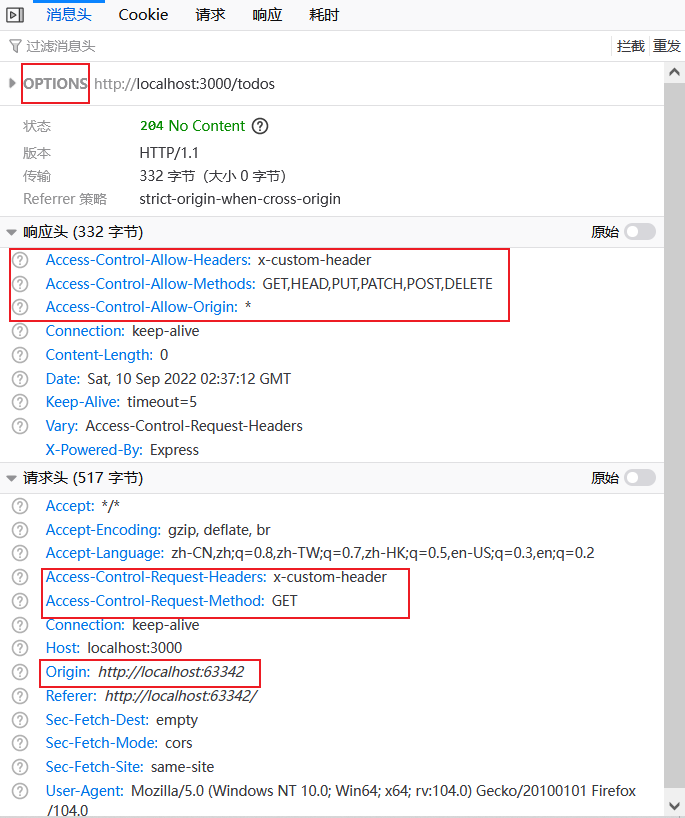 消息头 Cookie 请求 响应 耗时
过滤消息头 拦截 重发
OPTIONS http://localhost:3000/todos
状态 204 No Content ?
版本 HTTP/1.1
传输 332 字节（大小 0 字节）
Referrer 策略 strict-origin-when-cross-origin
响应头 (332 字节) 原始
? Access-Control-Allow-Headers: x-custom-header
? Access-Control-Allow-Methods: GET,HEAD,PUT,PATCH,POST,DELETE
? Access-Control-Allow-Origin: *
? Connection: keep-alive
? Content-Length: 0
? Date: Sat, 10 Sep 2022 02:37:12 GMT
? Keep-Alive: timeout=5
? Vary: Access-Control-Request-Headers
X-Powered-By: Express
请求头 (517 字节) 原始
? Accept: */*
? Accept-Encoding: gzip, deflate, br
? Accept-Language: zh-CN,zh;q=0.8,zh-TW;q=0.7,zh-HK;q=0.5,en-US;q=0.3,en;q=0.2
? Access-Control-Request-Headers: x-custom-header
? Access-Control-Request-Method: GET
? Connection: keep-alive
? Host: localhost:3000
? Origin: http://localhost:63342
? Referer: http://localhost:63342/
? Sec-Fetch-Dest: empty
? Sec-Fetch-Mode: cors
? Sec-Fetch-Site: same-site
? User-Agent: Mozilla/5.0 (Windows NT 10.0; Win64; x64; rv:104.0) Gecko/20100101 Firefox
/104.0